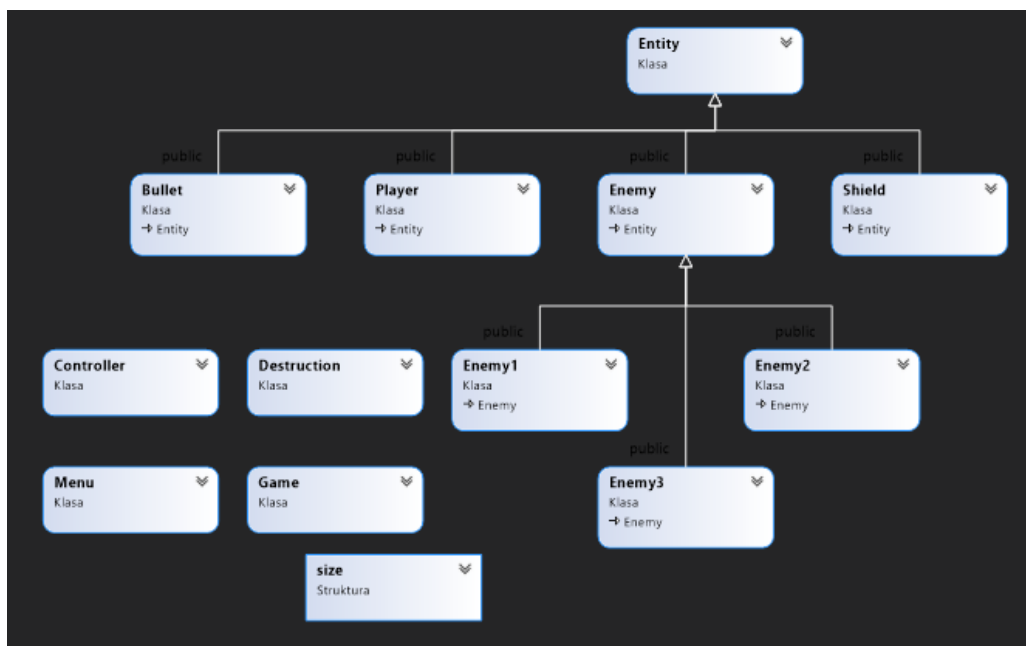 Entity
Klasa
public
public
public
public
Bullet
Klasa
Entity
Player
Klasa
Entity
Enemy
Klasa
Entity
Shield
Klasa
Entity
public
public
Controller
Klasa
Destruction
Klasa
Enemy1
Klasa
Enemy
Enemy2
Klasa
Enemy
public
Menu
Klasa
Game
Klasa
Enemy3
Klasa
Enemy
size
Struktura